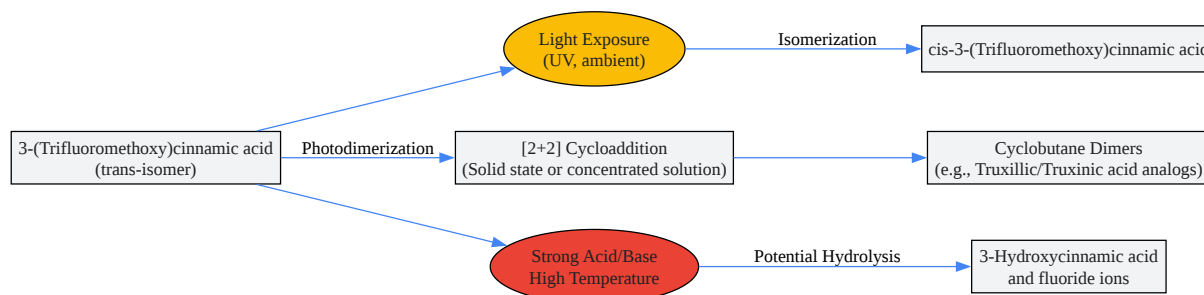 Light Exposure
(UV, ambient)
Isomerization
cis-3-(Trifluoromethoxy)cinnamic acid
3-(Trifluoromethoxy)cinnamic acid
(trans-isomer)
Photodimerization
[2+2] Cycloaddition
(Solid state or concentrated solution)
Cyclobutane Dimers
(e.g., Truxillic/Truxinic acid analogs)
Strong Acid/Base
High Temperature
Potential Hydrolysis
3-Hydroxycinnamic acid
and fluoride ions